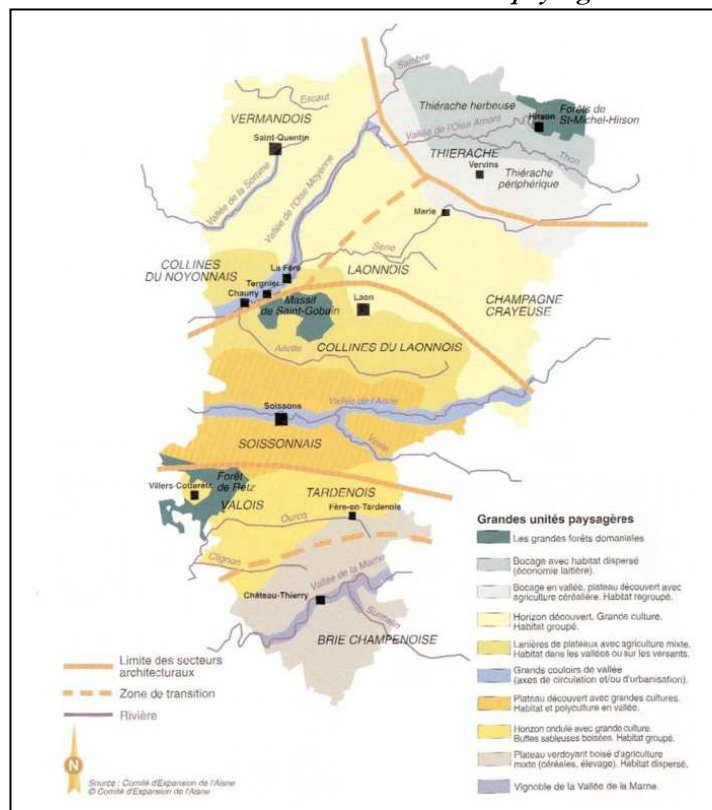 payag
Sambre
Escaut
Thiérache herbeuse
Forêts de
St-Michel-Hirson
VERMANDOIS
Hirson
Vallée de l'Oise Amont
Saint-Quentin
THIERACHE
Thon
Vervins
Thiérache
périphérique
Vallée de la Somme
Vallée de l'Oise Moyenne
Marle
Serre
COLLINES
DU NOYONNAIS
La Fère
LAONNOIS
Tergnier
Chauny
Massif
de Saint-Gobain
Laon
CHAMPAGNE
CRAYEUSE
Ailette
COLLINES DU LAONNOIS
Vallée de l'Aisne
Soissons
Vesle
SOISSONNAIS
Forêt
de Retz
Villers-Cotterêts
VALOIS
TARDENOIS
Ourcq
Fère-en-Tardenois
Clignon
Vallée de la Marne
Château-Thierry
Surmelin
BRIE CHAMPENOISE
Limite des secteurs
architecturaux
Zone de transition
Rivière
N
Source : Comité d'Expansion de l'Aisne
© Comité d'Expansion de l'Aisne
Grandes unités paysagères
Les grandes forêts domaniales
Bocage avec habitat dispersé
(économie laitière).
Bocage en vallée, plateau découvert avec
agriculture céréalière. Habitat regroupé.
Horizon découvert. Grande culture.
Habitat groupé.
Lanières de plateaux avec agriculture mixte.
Habitat dans les vallées ou sur les versants.
Grands couloirs de vallée
(axes de circulation et/ou d'urbanisation).
Plateau découvert avec grandes cultures.
Habitat et polyculture en vallée.
Horizon ondulé avec grande culture.
Buttes sableuses boisées. Habitat groupé.
Plateau verdoyant boisé d'agriculture
mixte (céréales, élevage). Habitat dispersé.
Vignoble de la Vallée de la Marne.